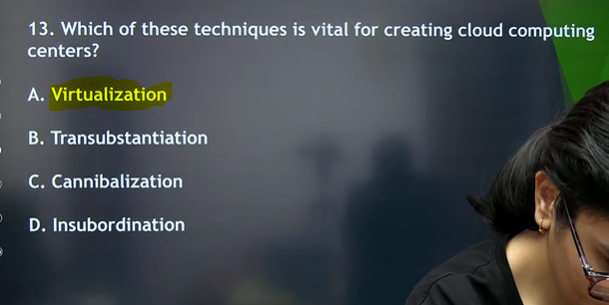 13. Which of these techniques is vital for creating cloud computing
centers?
A. Virtualization
B. Transubstantiation
C. Cannibalization
D. Insubordination